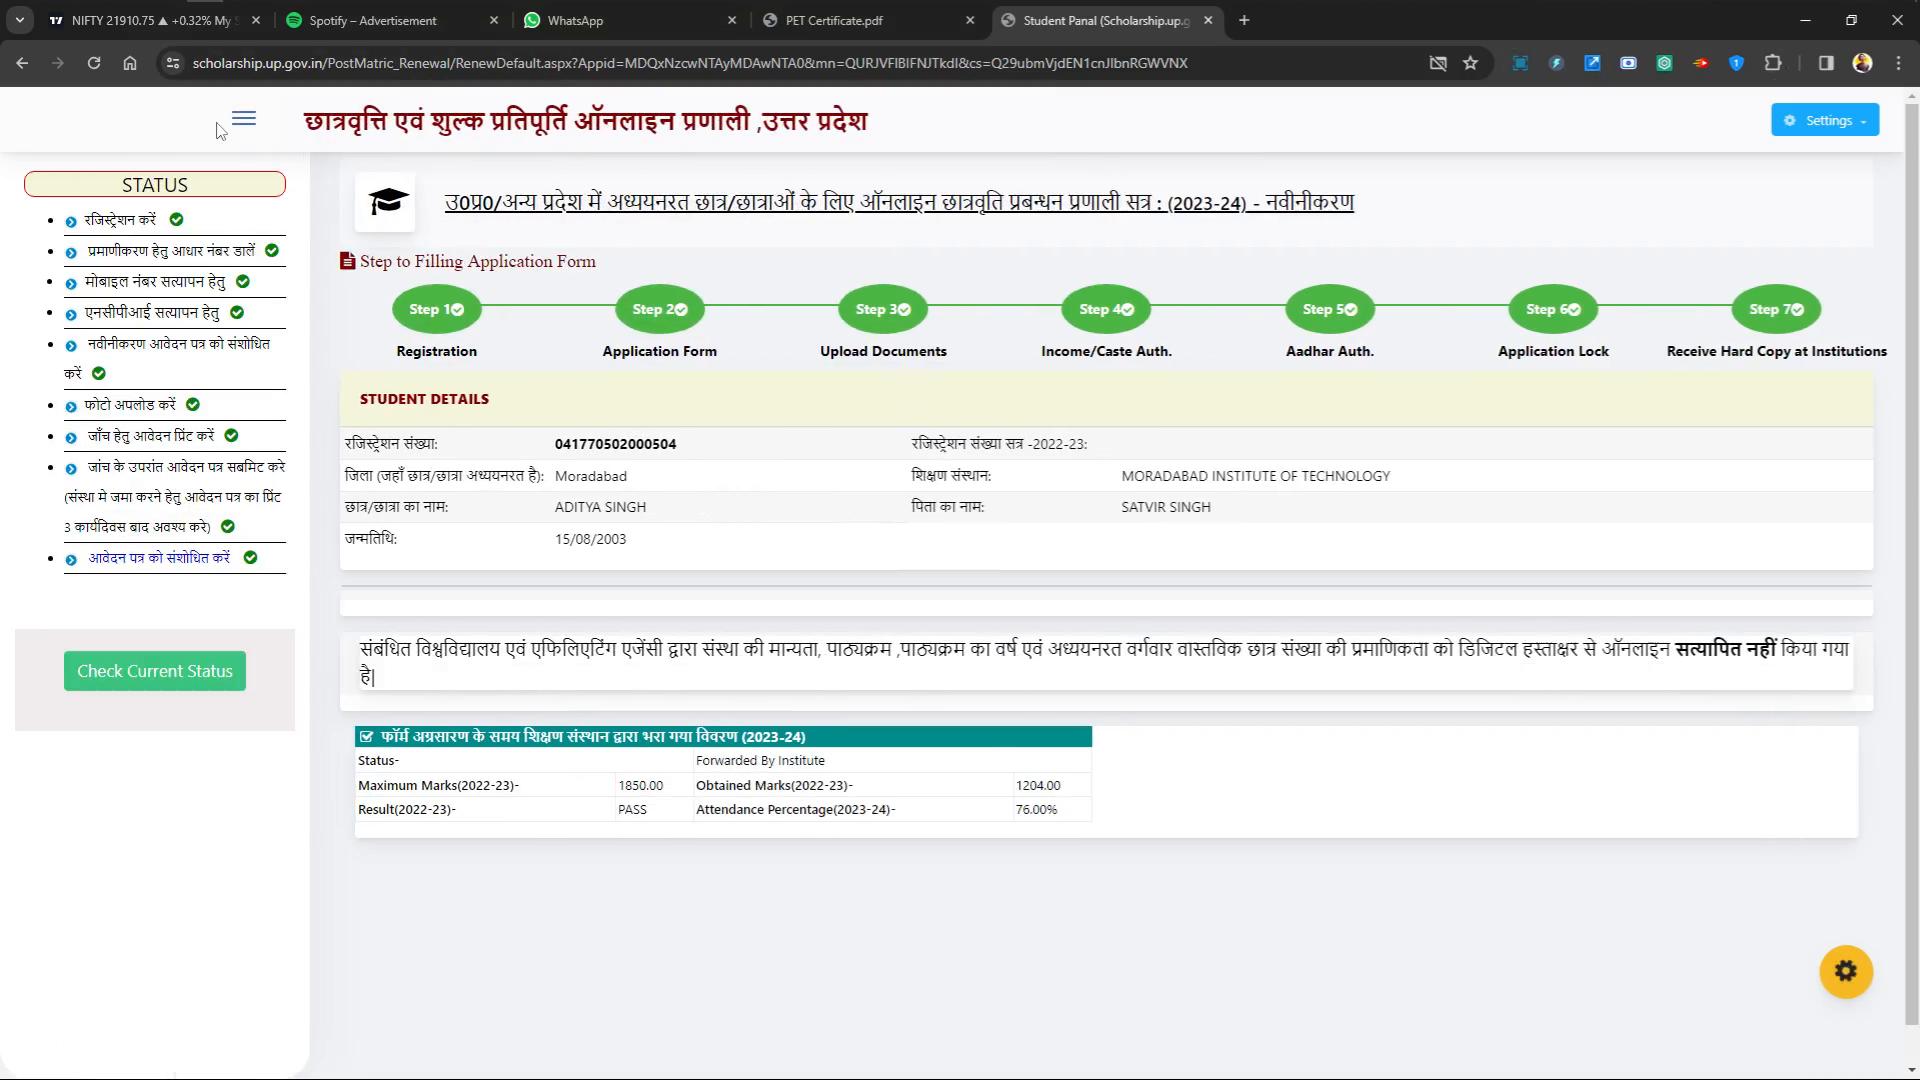 NIFTY 21910.75 ▲ +0.32% My S
Spotify – Advertisement
WhatsApp
PET Certificate.pdf
Student Panal (Scholarship.up.g
scholarship.up.gov.in/PostMatric_Renewal/RenewDefault.aspx?Appid=MDQxNzcwNTAyMDAwNTA0&mn=QURJVFlBIFNJTkdI&cs=Q29ubmVjdEN1cnJlbnRGWVNX
छात्रवृत्ति एवं शुल्क प्रतिपूर्ति ऑनलाइन प्रणाली ,उत्तर प्रदेश
Settings
STATUS
रजिस्ट्रेशन करें
प्रमाणीकरण हेतु आधार नंबर डालें
मोबाइल नंबर सत्यापन हेतु
एनसीपीआई सत्यापन हेतु
नवीनीकरण आवेदन पत्र को संशोधित
करें
फोटो अपलोड करें
जाँच हेतु आवेदन प्रिंट करें
जांच के उपरांत आवेदन पत्र सबमिट करे
(संस्था मे जमा करने हेतु आवेदन पत्र का प्रिंट
3 कार्यदिवस बाद अवश्य करे)
आवेदन पत्र को संशोधित करें
Check Current Status
उ0प्र0/अन्य प्रदेश में अध्ययनरत छात्र/छात्राओं के लिए ऑनलाइन छात्रवृति प्रबन्धन प्रणाली सत्र : (2023-24) - नवीनीकरण
Step to Filling Application Form
Step 1 Step 2 Step 3 Step 4 Step 5 Step 6 Step 7
Registration Application Form Upload Documents Income/Caste Auth. Aadhar Auth. Application Lock Receive Hard Copy at Institutions
STUDENT DETAILS
रजिस्ट्रेशन संख्या: 041770502000504 रजिस्ट्रेशन संख्या सत्र -2022-23:
जिला (जहाँ छात्र/छात्रा अध्ययनरत है): Moradabad शिक्षण संस्थान: MORADABAD INSTITUTE OF TECHNOLOGY
छात्र/छात्रा का नाम: ADITYA SINGH पिता का नाम: SATVIR SINGH
जन्मतिथि: 15/08/2003
संबंधित विश्वविद्यालय एवं एफिलिएटिंग एजेंसी द्वारा संस्था की मान्यता, पाठ्यक्रम ,पाठ्यक्रम का वर्ष एवं अध्ययनरत वर्गवार वास्तविक छात्र संख्या की प्रमाणिकता को डिजिटल हस्ताक्षर से ऑनलाइन सत्यापित नहीं किया गया
है|
फॉर्म अग्रसारण के समय शिक्षण संस्थान द्वारा भरा गया विवरण (2023-24)
Status- Forwarded By Institute
Maximum Marks(2022-23)- 1850.00 Obtained Marks(2022-23)- 1204.00
Result(2022-23)- PASS Attendance Percentage(2023-24)- 76.00%